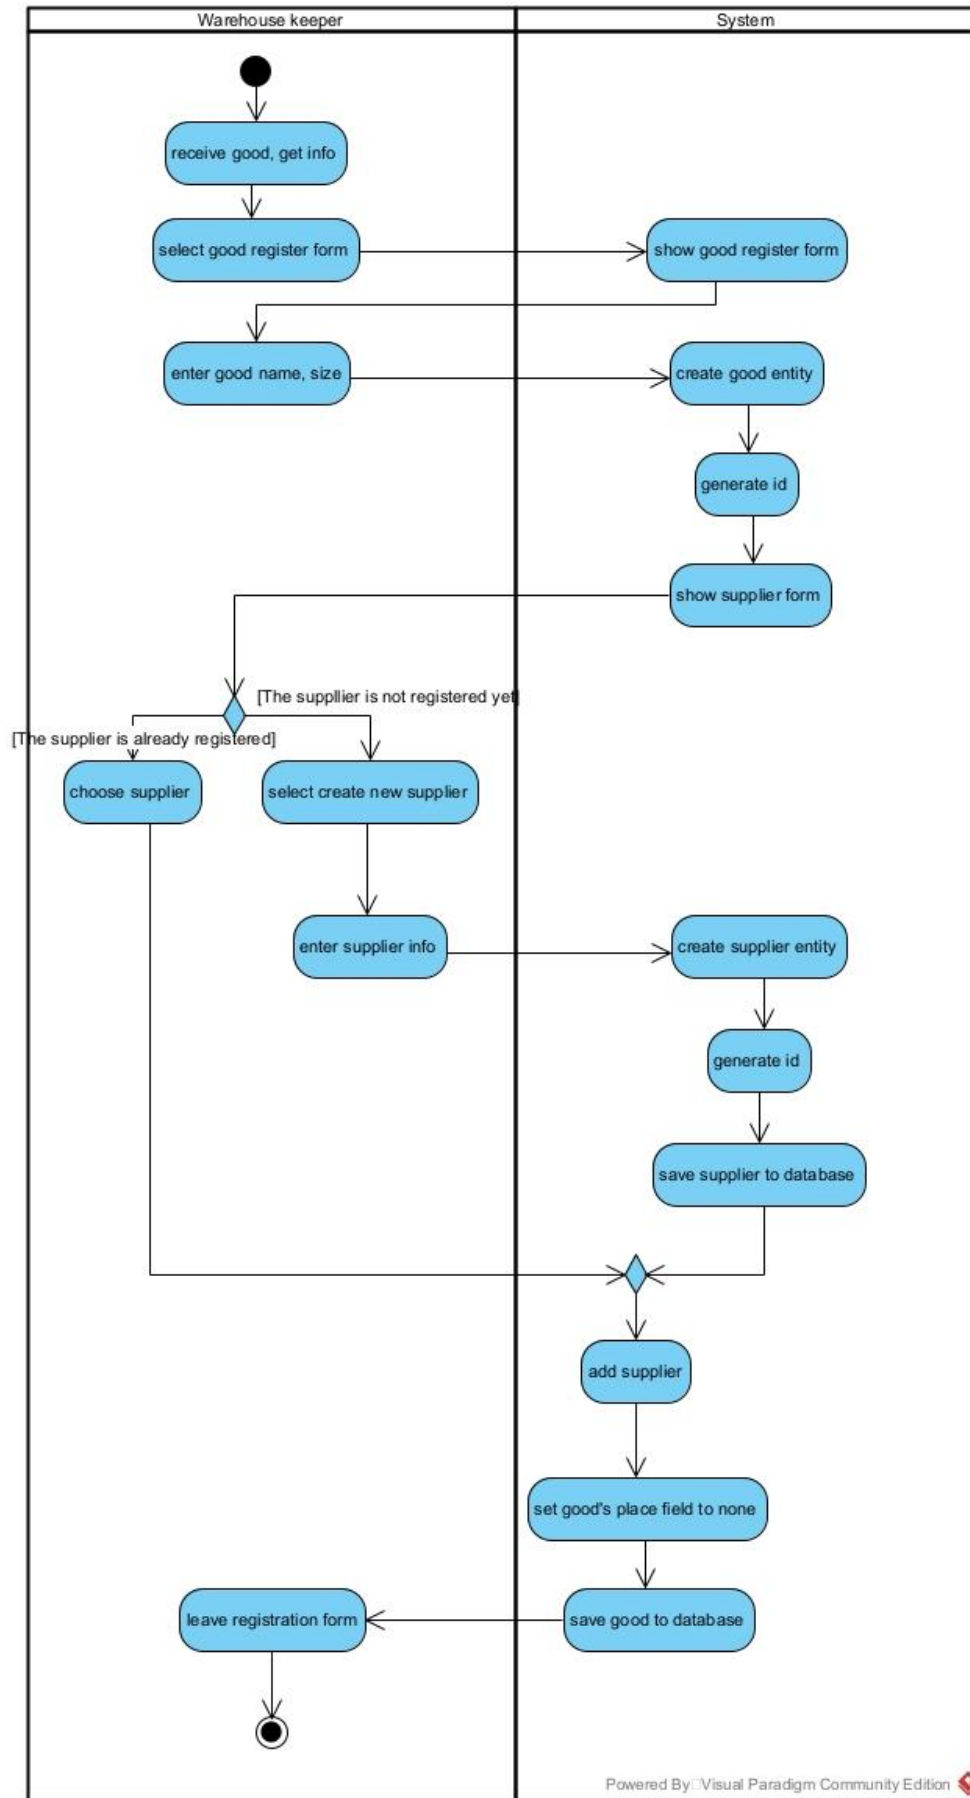 Warehouse keeper
System
receive good, get info
select good register form
show good register form
enter good name, size
create good entity
generate id
show supplier form
[The suppllier is not registered yet]
[The supplier is already registered]
choose supplier
select create new supplier
enter supplier info
create supplier entity
generate id
save supplier to database
add supplier
set good's place field to none
leave registration form
save good to database
Powered By Visual Paradigm Community Edition